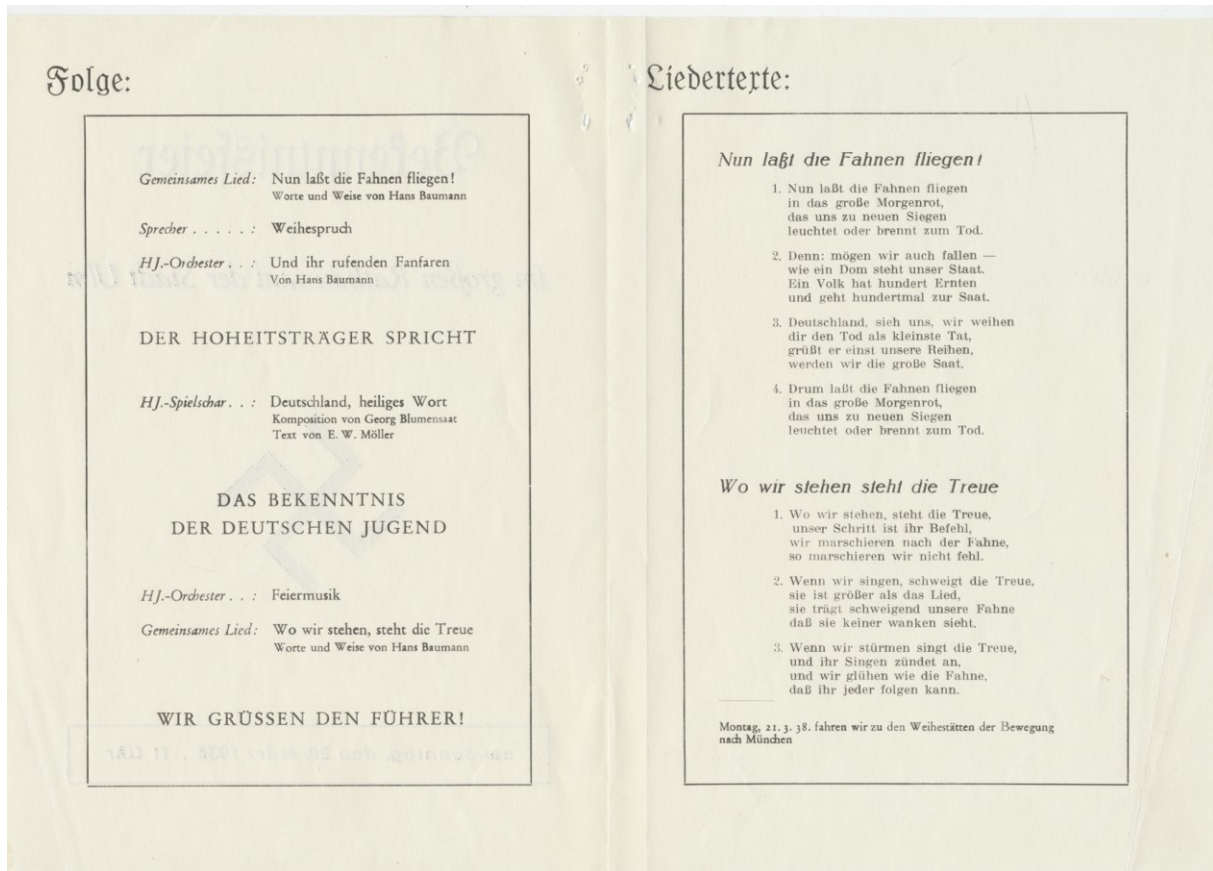 Folge:
Gemeinsames Lied: Nun laßt die Fahnen fliegen!
Worte und Weise von Hans Baumann
Sprecher . . . . . . : Weihespruch
HJ.-Orchester . . : Und ihr rufenden Fanfaren
Von Hans Baumann
DER HOHEITSTRÄGER SPRICHT
HJ.-Spielschar . . : Deutschland, heiliges Wort
Komposition von Georg Blumensaat
Text von E. W. Möller
DAS BEKENNTNIS
DER DEUTSCHEN JUGEND
HJ.-Orchester . . : Feiermusik
Gemeinsames Lied: Wo wir stehen, steht die Treue
Worte und Weise von Hans Baumann
WIR GRÜSSEN DEN FÜHRER!
Liedertexte:
Nun laßt die Fahnen fliegen!
1. Nun laßt die Fahnen fliegen
in das große Morgenrot,
das uns zu neuen Siegen
leuchtet oder brennt zum Tod.
2. Denn: mögen wir auch fallen —
wie ein Dom steht unser Staat.
Ein Volk hat hundert Ernten
und geht hundertmal zur Saat.
3. Deutschland, sieh uns, wir weihen
dir den Tod als kleinste Tat,
grüßt er einst unsere Reihen,
werden wir die große Saat.
4. Drum laßt die Fahnen fliegen
in das große Morgenrot,
das uns zu neuen Siegen
leuchtet oder brennt zum Tod.
Wo wir stehen steht die Treue
1. Wo wir stehen, steht die Treue,
unser Schritt ist ihr Befehl,
wir marschieren nach der Fahne,
so marschieren wir nicht fehl.
2. Wenn wir singen, schweigt die Treue,
sie ist größer als das Lied,
sie trägt schweigend unsere Fahne
daß sie keiner wanken sieht.
3. Wenn wir stürmen singt die Treue,
und ihr Singen zündet an,
und wir glühen wie die Fahne,
daß ihr jeder folgen kann.
Montag, 21. 3. 38. fahren wir zu den Weihestätten der Bewegung
nach München